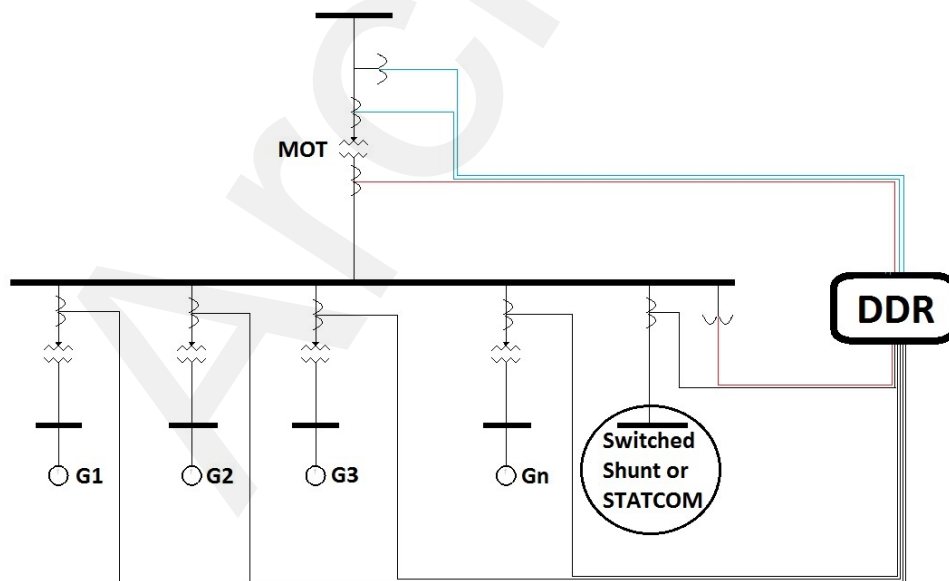 MOT
DDR
G1
G2
G3
Gn
Switched
Shunt or
STATCOM